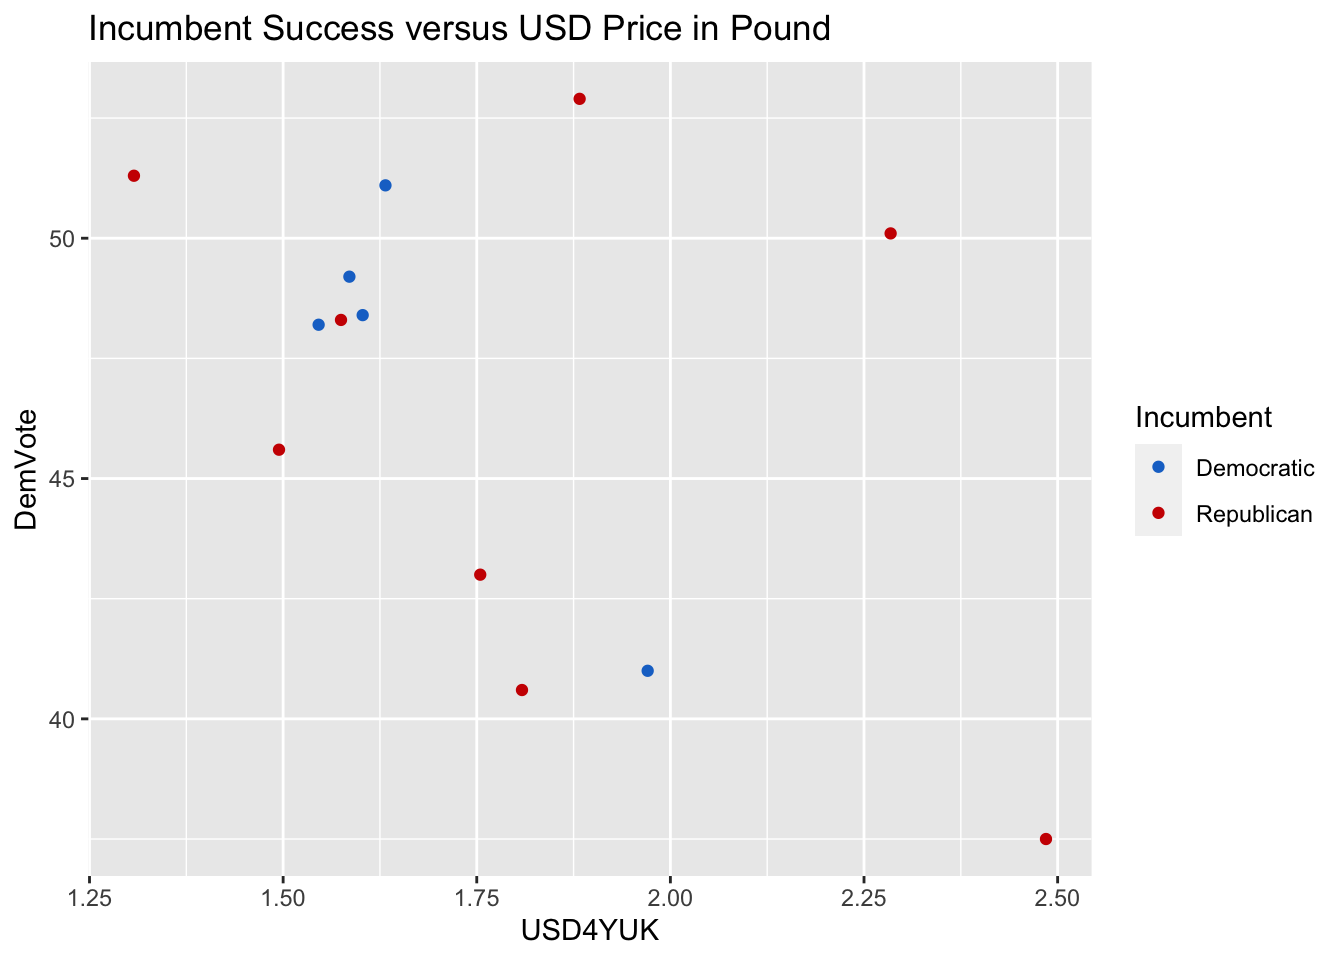 Incumbent Success versus USD Price in Pound
DemVote
50
45
40
1.25 1.50 1.75 2.00 2.25 2.50
USD4YUK
Incumbent
Democratic
Republican